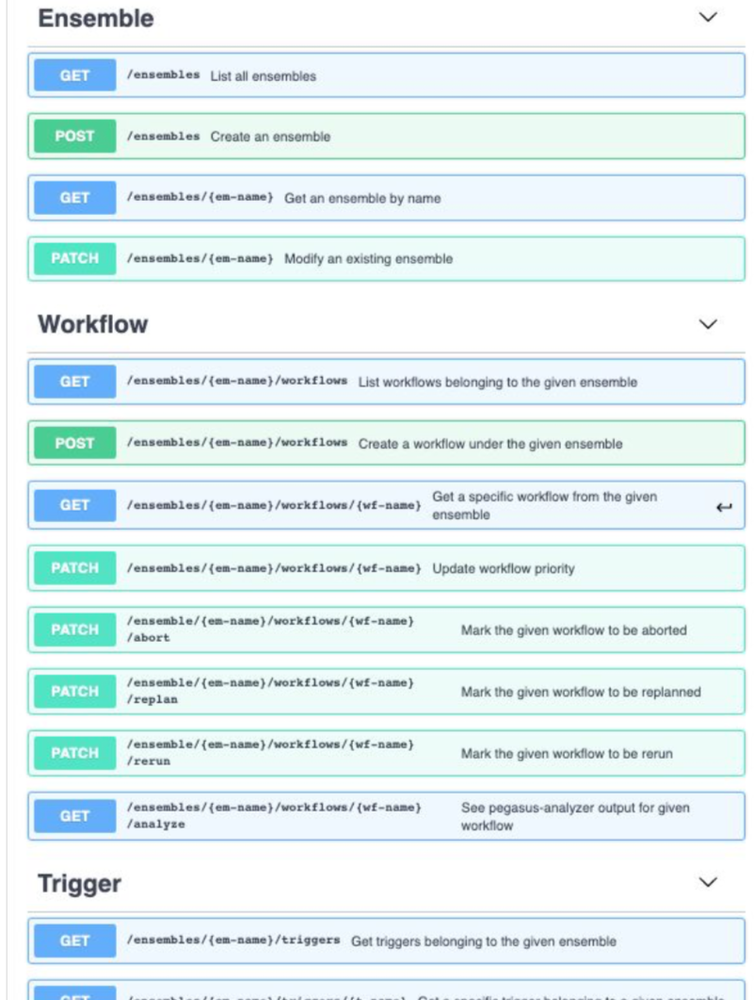 Ensemble
GET /ensembles List all ensembles
POST /ensembles Create an ensemble
GET /ensembles/{em-name} Get an ensemble by name
PATCH /ensembles/{em-name} Modify an existing ensemble
Workflow
GET /ensembles/{em-name}/workflows List workflows belonging to the given ensemble
POST /ensembles/{em-name}/workflows Create a workflow under the given ensemble
GET /ensembles/{em-name}/workflows/{wf-name} Get a specific workflow from the given
ensemble
PATCH /ensembles/{em-name}/workflows/{wf-name} Update workflow priority
PATCH /ensemble/{em-name}/workflows/{wf-name}
/abort Mark the given workflow to be aborted
PATCH /ensemble/{em-name}/workflows/{wf-name}
/replan Mark the given workflow to be replanned
PATCH /ensemble/{em-name}/workflows/{wf-name}
/rerun Mark the given workflow to be rerun
GET /ensembles/{em-name}/workflows/{wf-name} See pegasus-analyzer output for given
/analyze workflow
Trigger
GET /ensembles/{em-name}/triggers Get triggers belonging to the given ensemble
GET